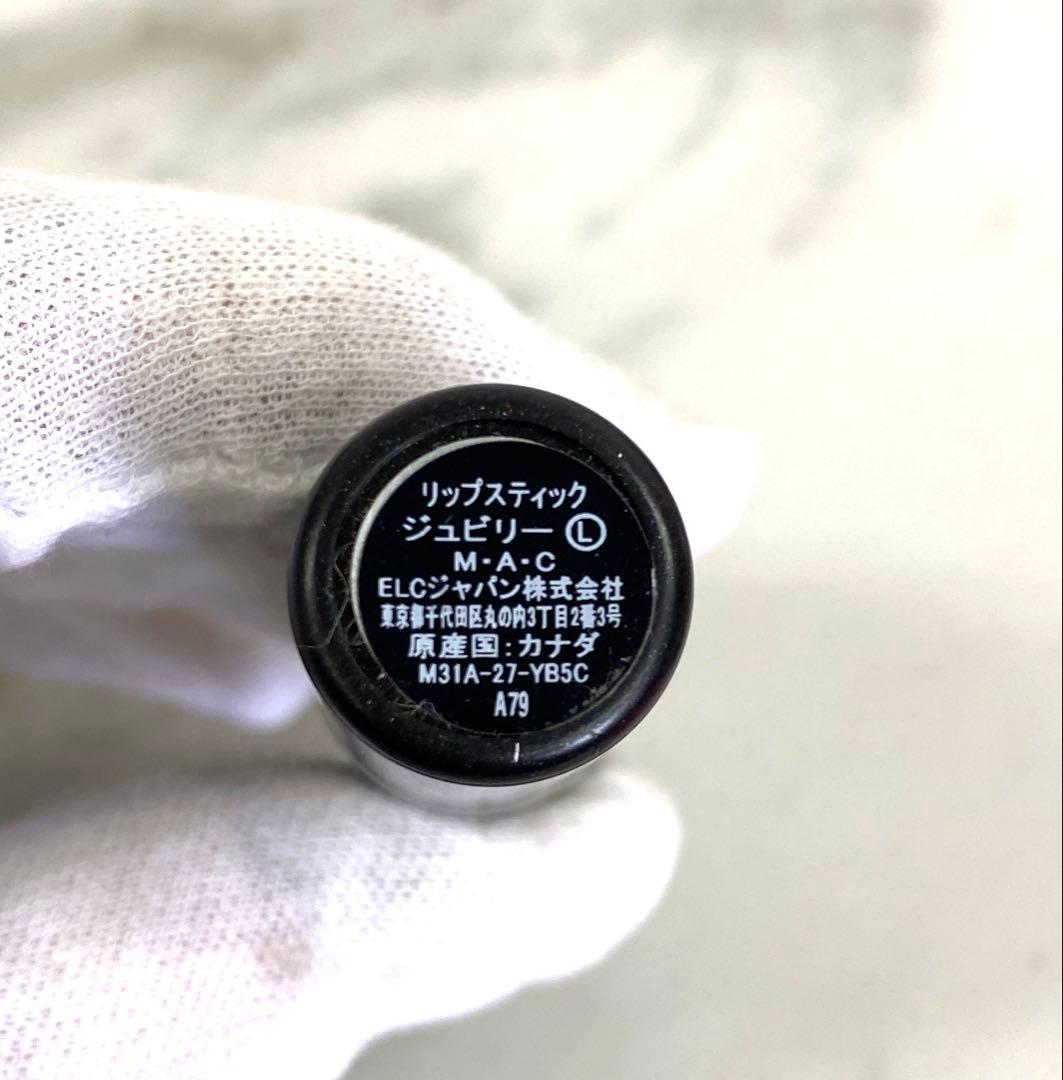 リップスティック
ジュビリー Ⓛ
M・A・C
ELCジャパン株式会社
東京都千代田区丸の内3丁目2番3号
原産国:カナダ
M31A-27-YB5C
A79